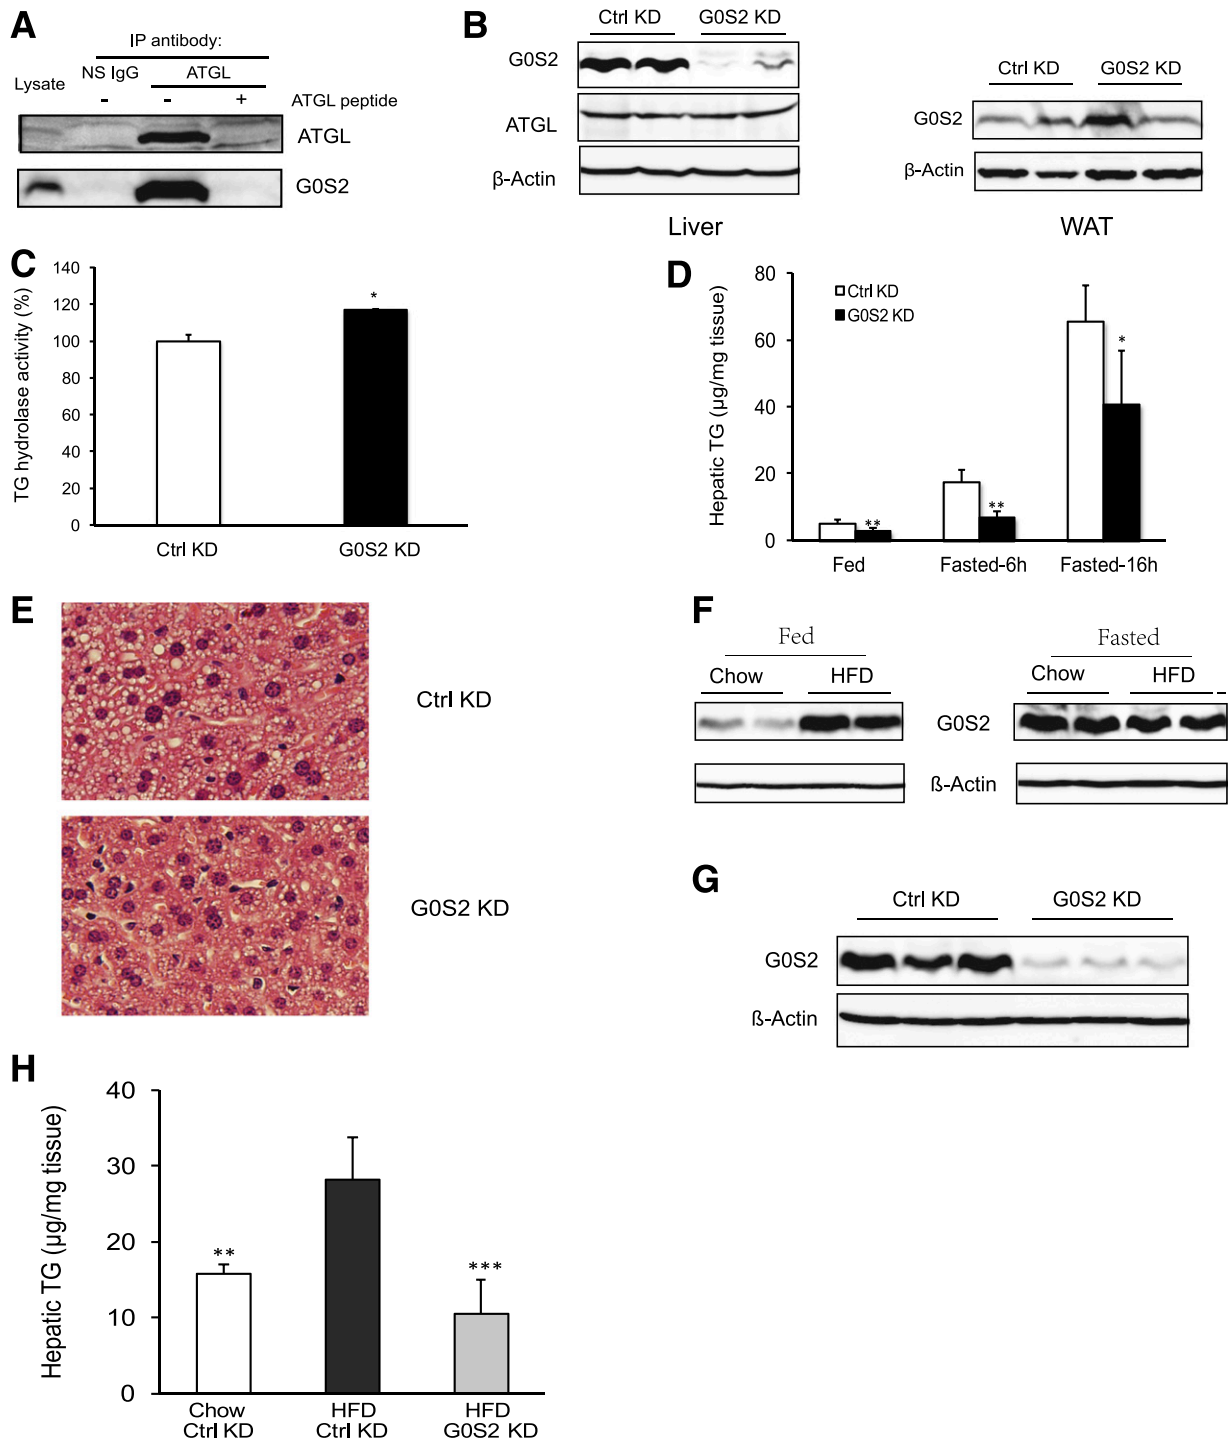 A
IP antibody:
Lysate NS IgG ATGL
- - + ATGL peptide
ATGL
G0S2
B
Ctrl KD G0S2 KD
G0S2
ATGL
β-Actin
Liver
Ctrl KD G0S2 KD
G0S2
β-Actin
WAT
C
TG hydrolase activity (%)
140
120
100
80
60
40
20
0
*
Ctrl KD G0S2 KD
D
Hepatic TG (µg/mg tissue)
80
60
40
20
0
Ctrl KD
G0S2 KD
** ** *
Fed Fasted-6h Fasted-16h
E
Ctrl KD
G0S2 KD
F
Fed Fasted
Chow HFD Chow HFD
G0S2
ß-Actin
G
Ctrl KD G0S2 KD
G0S2
ß-Actin
H
Hepatic TG (µg/mg tissue)
40
30
20
10
0
** ***
Chow HFD HFD
Ctrl KD Ctrl KD G0S2 KD